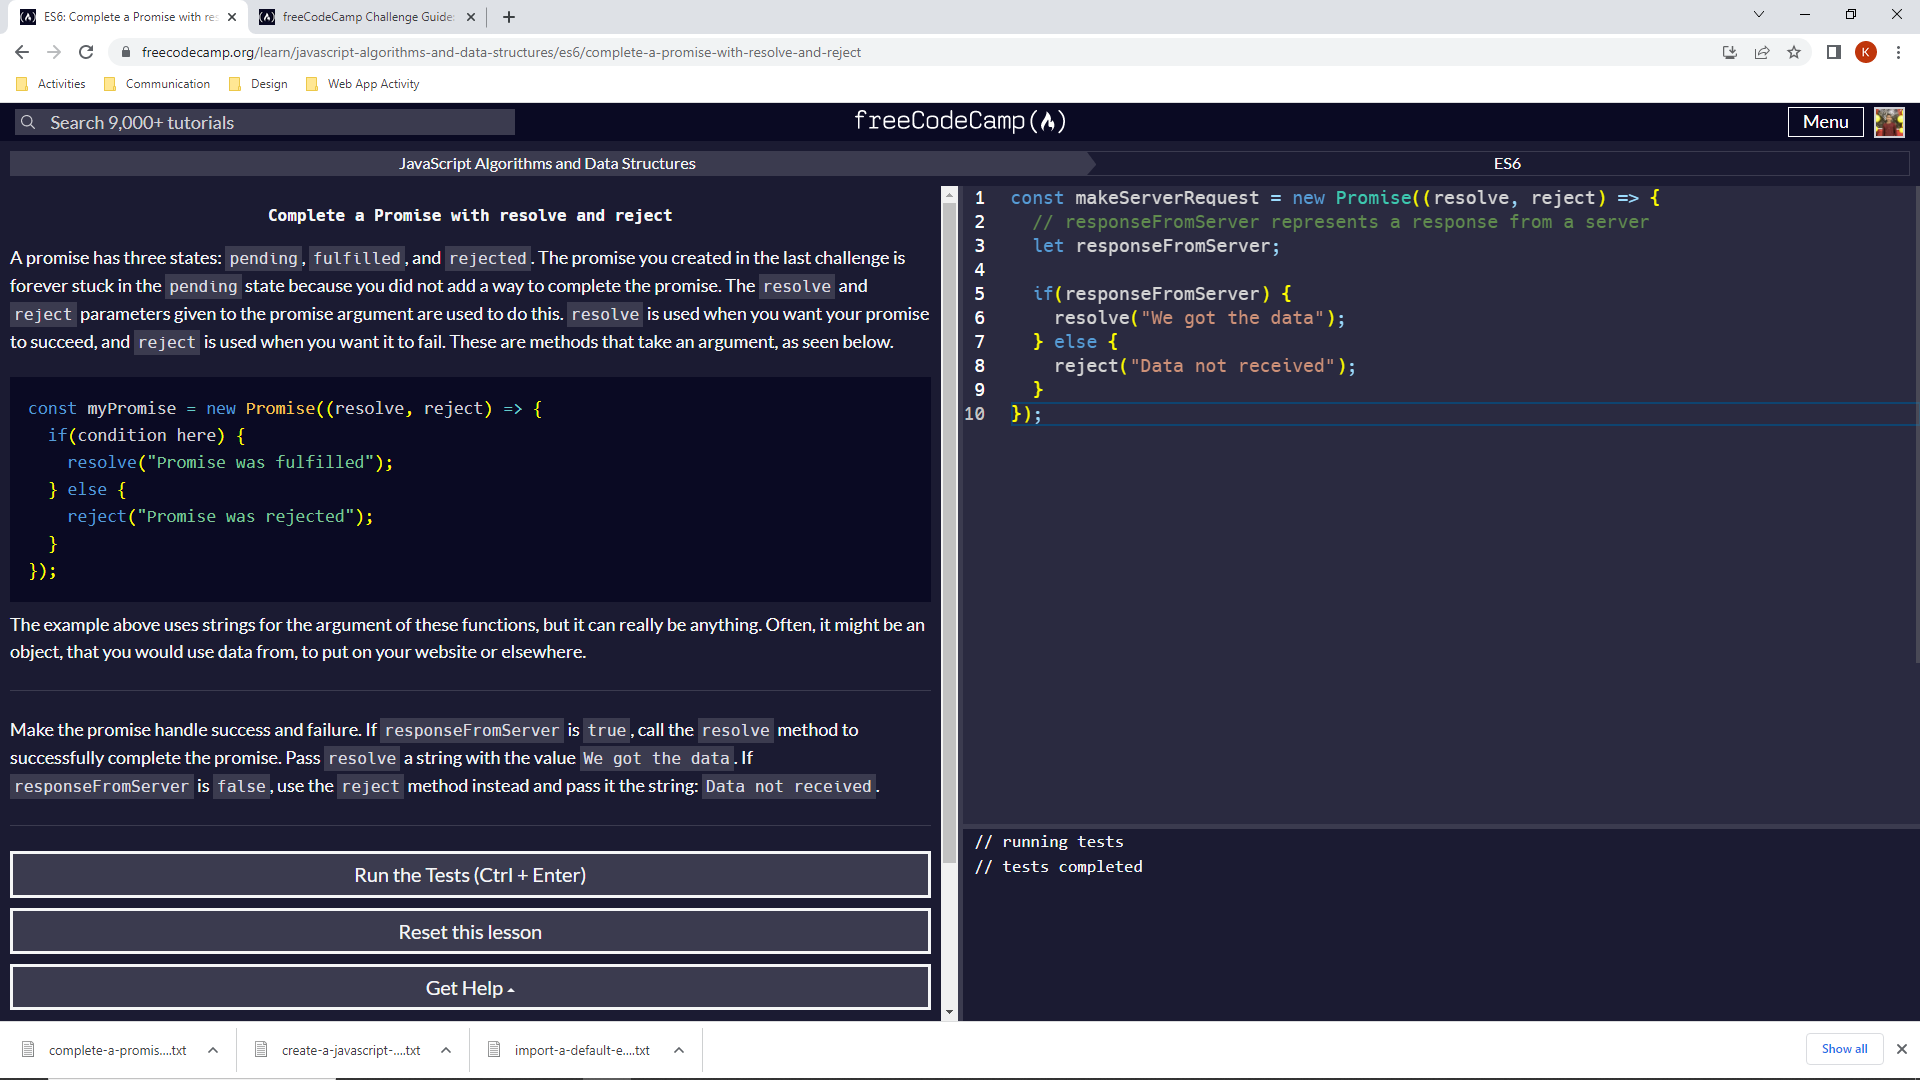 ES6: Complete a Promise with res
freeCodeCamp Challenge Guide:
freecodecamp.org/learn/javascript-algorithms-and-data-structures/es6/complete-a-promise-with-resolve-and-reject
K
Activities
Communication
Design
Web App Activity
Search 9,000+ tutorials
freeCodeCamp
Menu
JavaScript Algorithms and Data Structures
ES6
Complete a Promise with resolve and reject
A promise has three states: pending, fulfilled, and rejected. The promise you created in the last challenge is
forever stuck in the pending state because you did not add a way to complete the promise. The resolve and
reject parameters given to the promise argument are used to do this. resolve is used when you want your promise
to succeed, and reject is used when you want it to fail. These are methods that take an argument, as seen below.
const myPromise = new Promise((resolve, reject) => {
  if(condition here) {
    resolve("Promise was fulfilled");
  } else {
    reject("Promise was rejected");
  }
});
The example above uses strings for the argument of these functions, but it can really be anything. Often, it might be an
object, that you would use data from, to put on your website or elsewhere.
Make the promise handle success and failure. If responseFromServer is true, call the resolve method to
successfully complete the promise. Pass resolve a string with the value We got the data. If
responseFromServer is false, use the reject method instead and pass it the string: Data not received.
Run the Tests (Ctrl + Enter)
Reset this lesson
Get Help
1 const makeServerRequest = new Promise((resolve, reject) => {
2   // responseFromServer represents a response from a server
3   let responseFromServer;
4
5   if(responseFromServer) {
6     resolve("We got the data");
7   } else {
8     reject("Data not received");
9   }
10 });
// running tests
// tests completed
complete-a-promis....txt
create-a-javascript-....txt
import-a-default-e....txt
Show all